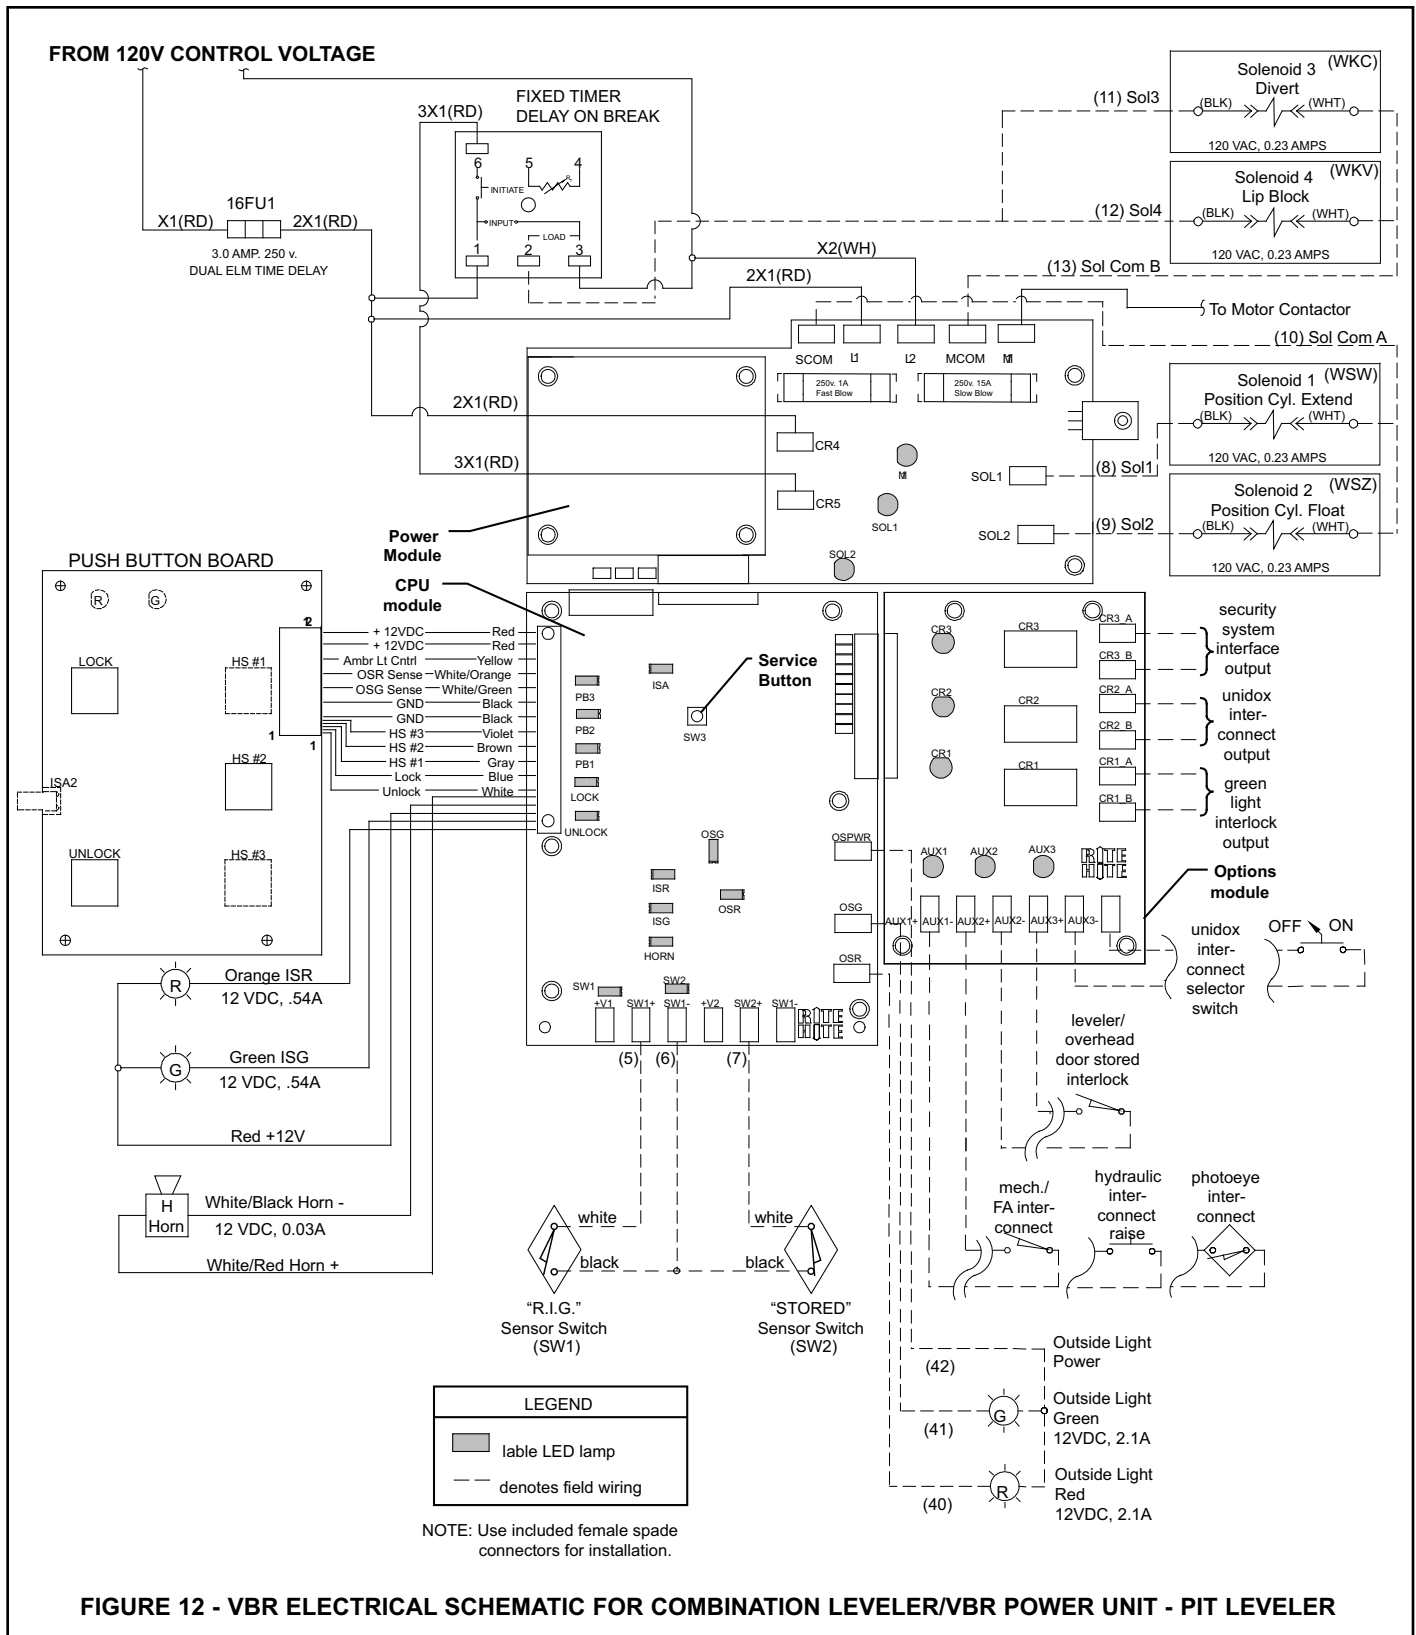 FROM 120V CONTROL VOLTAGE
FIXED TIMER
DELAY ON BREAK
3X1(RD)
6
5
4
INITIATE
INPUT
LOAD
1
2
3
16FU1
X1(RD)
2X1(RD)
3.0 AMP. 250 v.
DUAL ELM TIME DELAY
X2(WH)
2X1(RD)
(11) Sol3
(12) Sol4
(13) Sol Com B
To Motor Contactor
(10) Sol Com A
Solenoid 3
(WKC)
Divert
(BLK)
(WHT)
120 VAC, 0.23 AMPS
Solenoid 4
(WKV)
Lip Block
(BLK)
(WHT)
120 VAC, 0.23 AMPS
Solenoid 1
(WSW)
Position Cyl. Extend
(BLK)
(WHT)
120 VAC, 0.23 AMPS
Solenoid 2
(WSZ)
Position Cyl. Float
(BLK)
(WHT)
120 VAC, 0.23 AMPS
SCOM
L1
L2
MCOM
M1
250v. 1A
Fast Blow
250v. 15A
Slow Blow
2X1(RD)
CR4
3X1(RD)
CR5
M1
SOL1
SOL2
SOL1
(8) Sol1
SOL2
(9) Sol2
Power
Module
CPU
module
PUSH BUTTON BOARD
R
G
LOCK
HS #1
HS #2
ISA2
UNLOCK
HS #3
12
1
1
+ 12VDC
Red
+ 12VDC
Red
Ambr Lt Cntrl
Yellow
OSR Sense
White/Orange
OSG Sense
White/Green
GND
Black
GND
Black
HS #3
Violet
HS #2
Brown
HS #1
Gray
Lock
Blue
Unlock
White
ISA
PB3
PB2
PB1
LOCK
UNLOCK
Service
Button
SW3
OSG
ISR
OSR
ISG
HORN
SW1
SW2
+V1
SW1+
SW1-
+V2
SW2+
SW1-
RITE
HITE
OSPWR
OSG
OSR
CR3
CR3
CR3_A
CR3_B
CR2
CR2
CR2_A
CR2_B
CR1
CR1
CR1_A
CR1_B
security
system
interface
output
unidox
inter-
connect
output
green
light
interlock
output
AUX1
AUX2
AUX3
RITE
HITE
AUX1+
AUX1-
AUX2+
AUX2-
AUX3+
AUX3-
Options
module
unidox
inter-
connect
selector
switch
OFF
ON
R
Orange ISR
12 VDC, .54A
G
Green ISG
12 VDC, .54A
Red +12V
H
Horn
White/Black Horn -
12 VDC, 0.03A
White/Red Horn +
(5)
(6)
(7)
leveler/
overhead
door stored
interlock
mech./
FA inter-
connect
hydraulic
inter-
connect
raise
photoeye
inter-
connect
white
black
white
black
“R.I.G.”
Sensor Switch
(SW1)
“STORED”
Sensor Switch
(SW2)
(42)
Outside Light
Power
(41)
G
Outside Light
Green
12VDC, 2.1A
(40)
R
Outside Light
Red
12VDC, 2.1A
LEGEND
lable LED lamp
denotes field wiring
NOTE: Use included female spade
connectors for installation.
FIGURE 12 - VBR ELECTRICAL SCHEMATIC FOR COMBINATION LEVELER/VBR POWER UNIT - PIT LEVELER